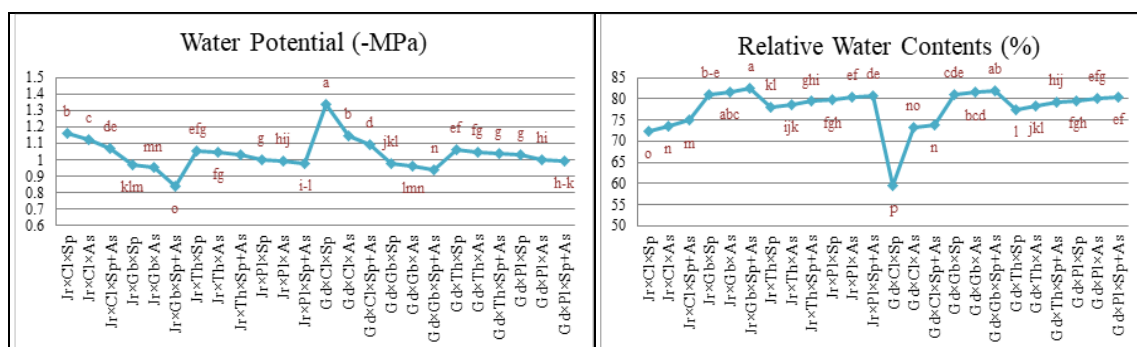 Water Potential (-MPa)
1.5
1.4
1.3
1.2
1.1
1
0.9
0.8
0.7
0.6
b
c
de
klm
mn
o
efg
fg
g
hij
i-l
a
b
d
jkl
lmn
n
ef
fg
g
g
hi
h-k
Jr×Cl×Sp
Jr×Cl×As
Jr×Cl×Sp+As
Jr×Gb×Sp
Jr×Gb×As
Jr×Gb×Sp+As
Jr×Th×Sp
Jr×Th×As
Jr×Th×Sp+As
Jr×Pl×Sp
Jr×Pl×As
Jr×Pl×Sp+As
Gd×Cl×Sp
Gd×Cl×As
Gd×Cl×Sp+As
Gd×Gb×Sp
Gd×Gb×As
Gd×Gb×Sp+As
Gd×Th×Sp
Gd×Th×As
Gd×Th×Sp+As
Gd×Pl×Sp
Gd×Pl×As
Gd×Pl×Sp+As
Relative Water Contents (%)
85
80
75
70
65
60
55
50
o
n
m
b-e
abc
a
kl
ijk
ghi
fgh
ef
de
p
no
n
cde
bcd
ab
l
jkl
hij
fgh
efg
ef
Jr×Cl×Sp
Jr×Cl×As
Jr×Cl×Sp+As
Jr×Gb×Sp
Jr×Gb×As
Jr×Gb×Sp+As
Jr×Th×Sp
Jr×Th×As
Jr×Th×Sp+As
Jr×Pl×Sp
Jr×Pl×As
Jr×Pl×Sp+As
Gd×Cl×Sp
Gd×Cl×As
Gd×Cl×Sp+As
Gd×Gb×Sp
Gd×Gb×As
Gd×Gb×Sp+As
Gd×Th×Sp
Gd×Th×As
Gd×Th×Sp+As
Gd×Pl×Sp
Gd×Pl×As
Gd×Pl×Sp+As